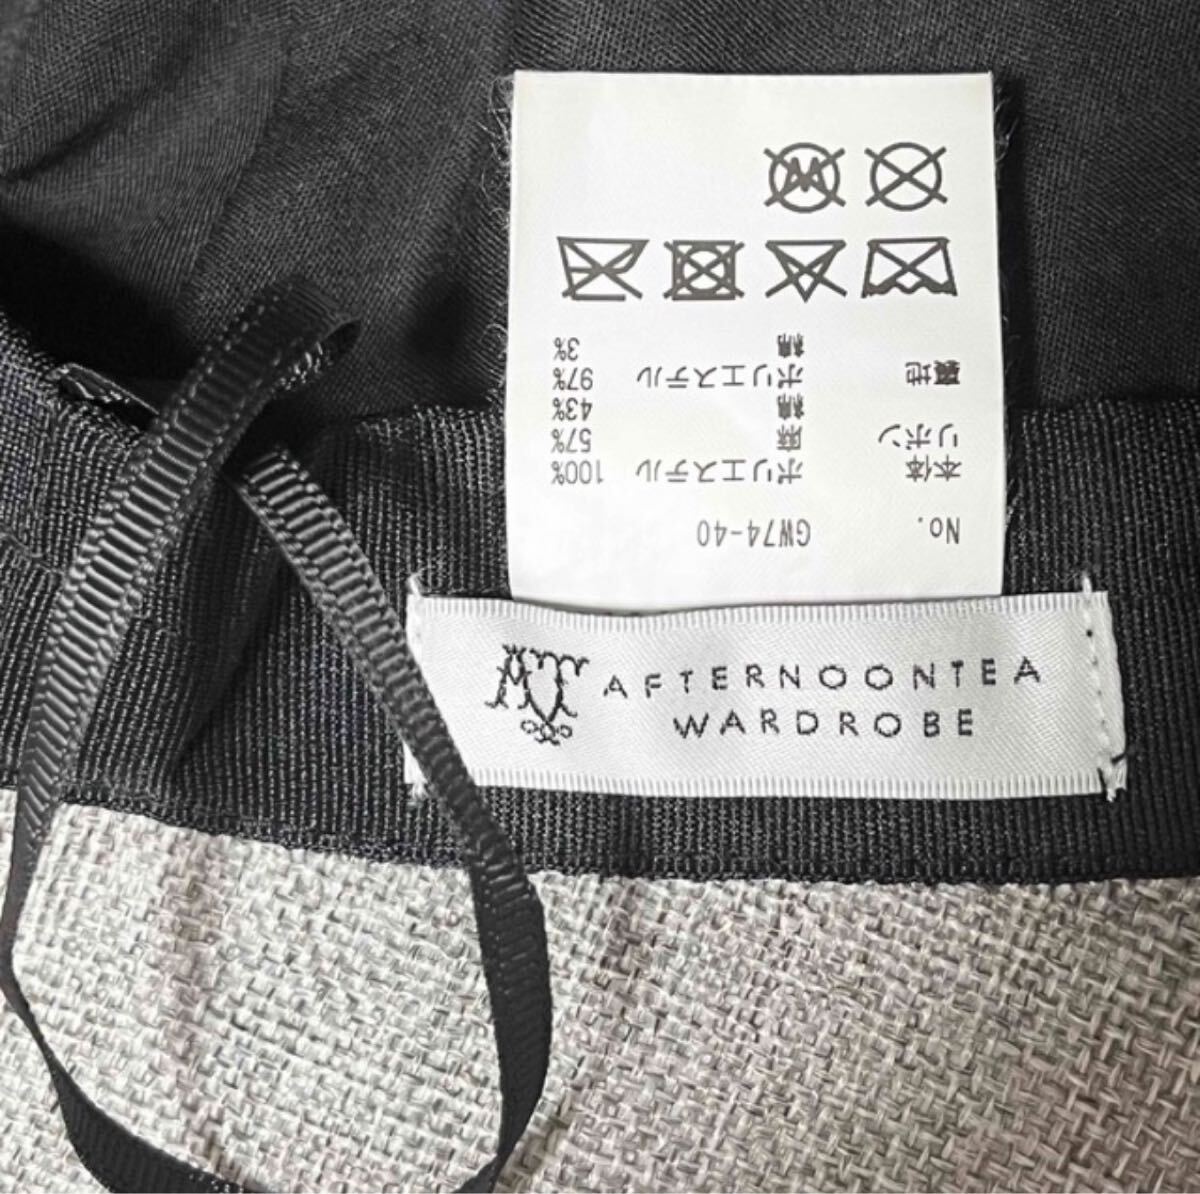 No. GW74-40
本体 ポリエステル 100%
リボン 麻 57%
綿 43%
裏地 ポリエステル 97%
綿 3%
AFTERNOONTEA
WARDROBE